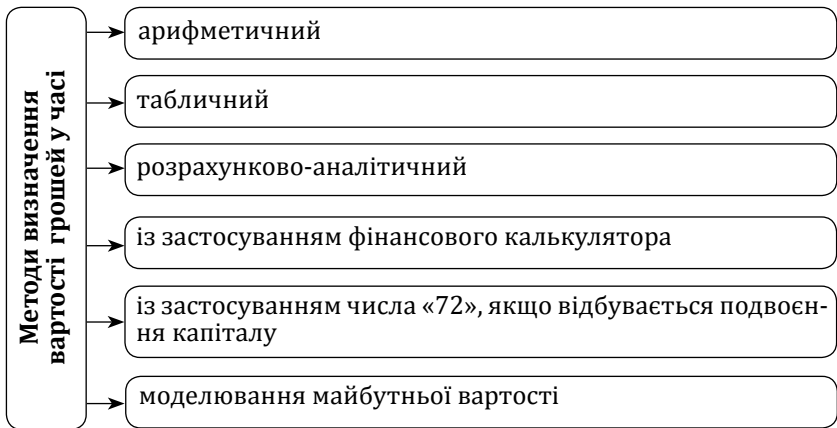 Методи визначення
вартості грошей у часі
арифметичний
табличний
розрахунково-аналітичний
із застосуванням фінансового калькулятора
із застосуванням числа «72», якщо відбувається подвоєн-
ня капіталу
моделювання майбутньої вартості